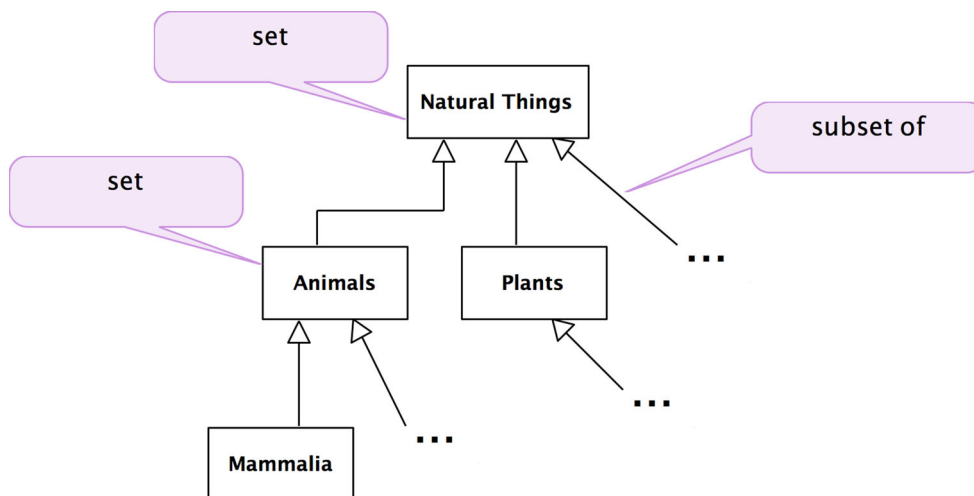 set
Natural Things
subset of
set
Animals
Plants
...
...
...
Mammalia